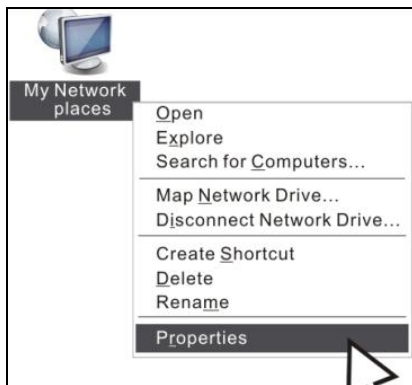 My Network
places
Open
Explore
Search for Computers...
Map Network Drive...
Disconnect Network Drive...
Create Shortcut
Delete
Rename
Properties